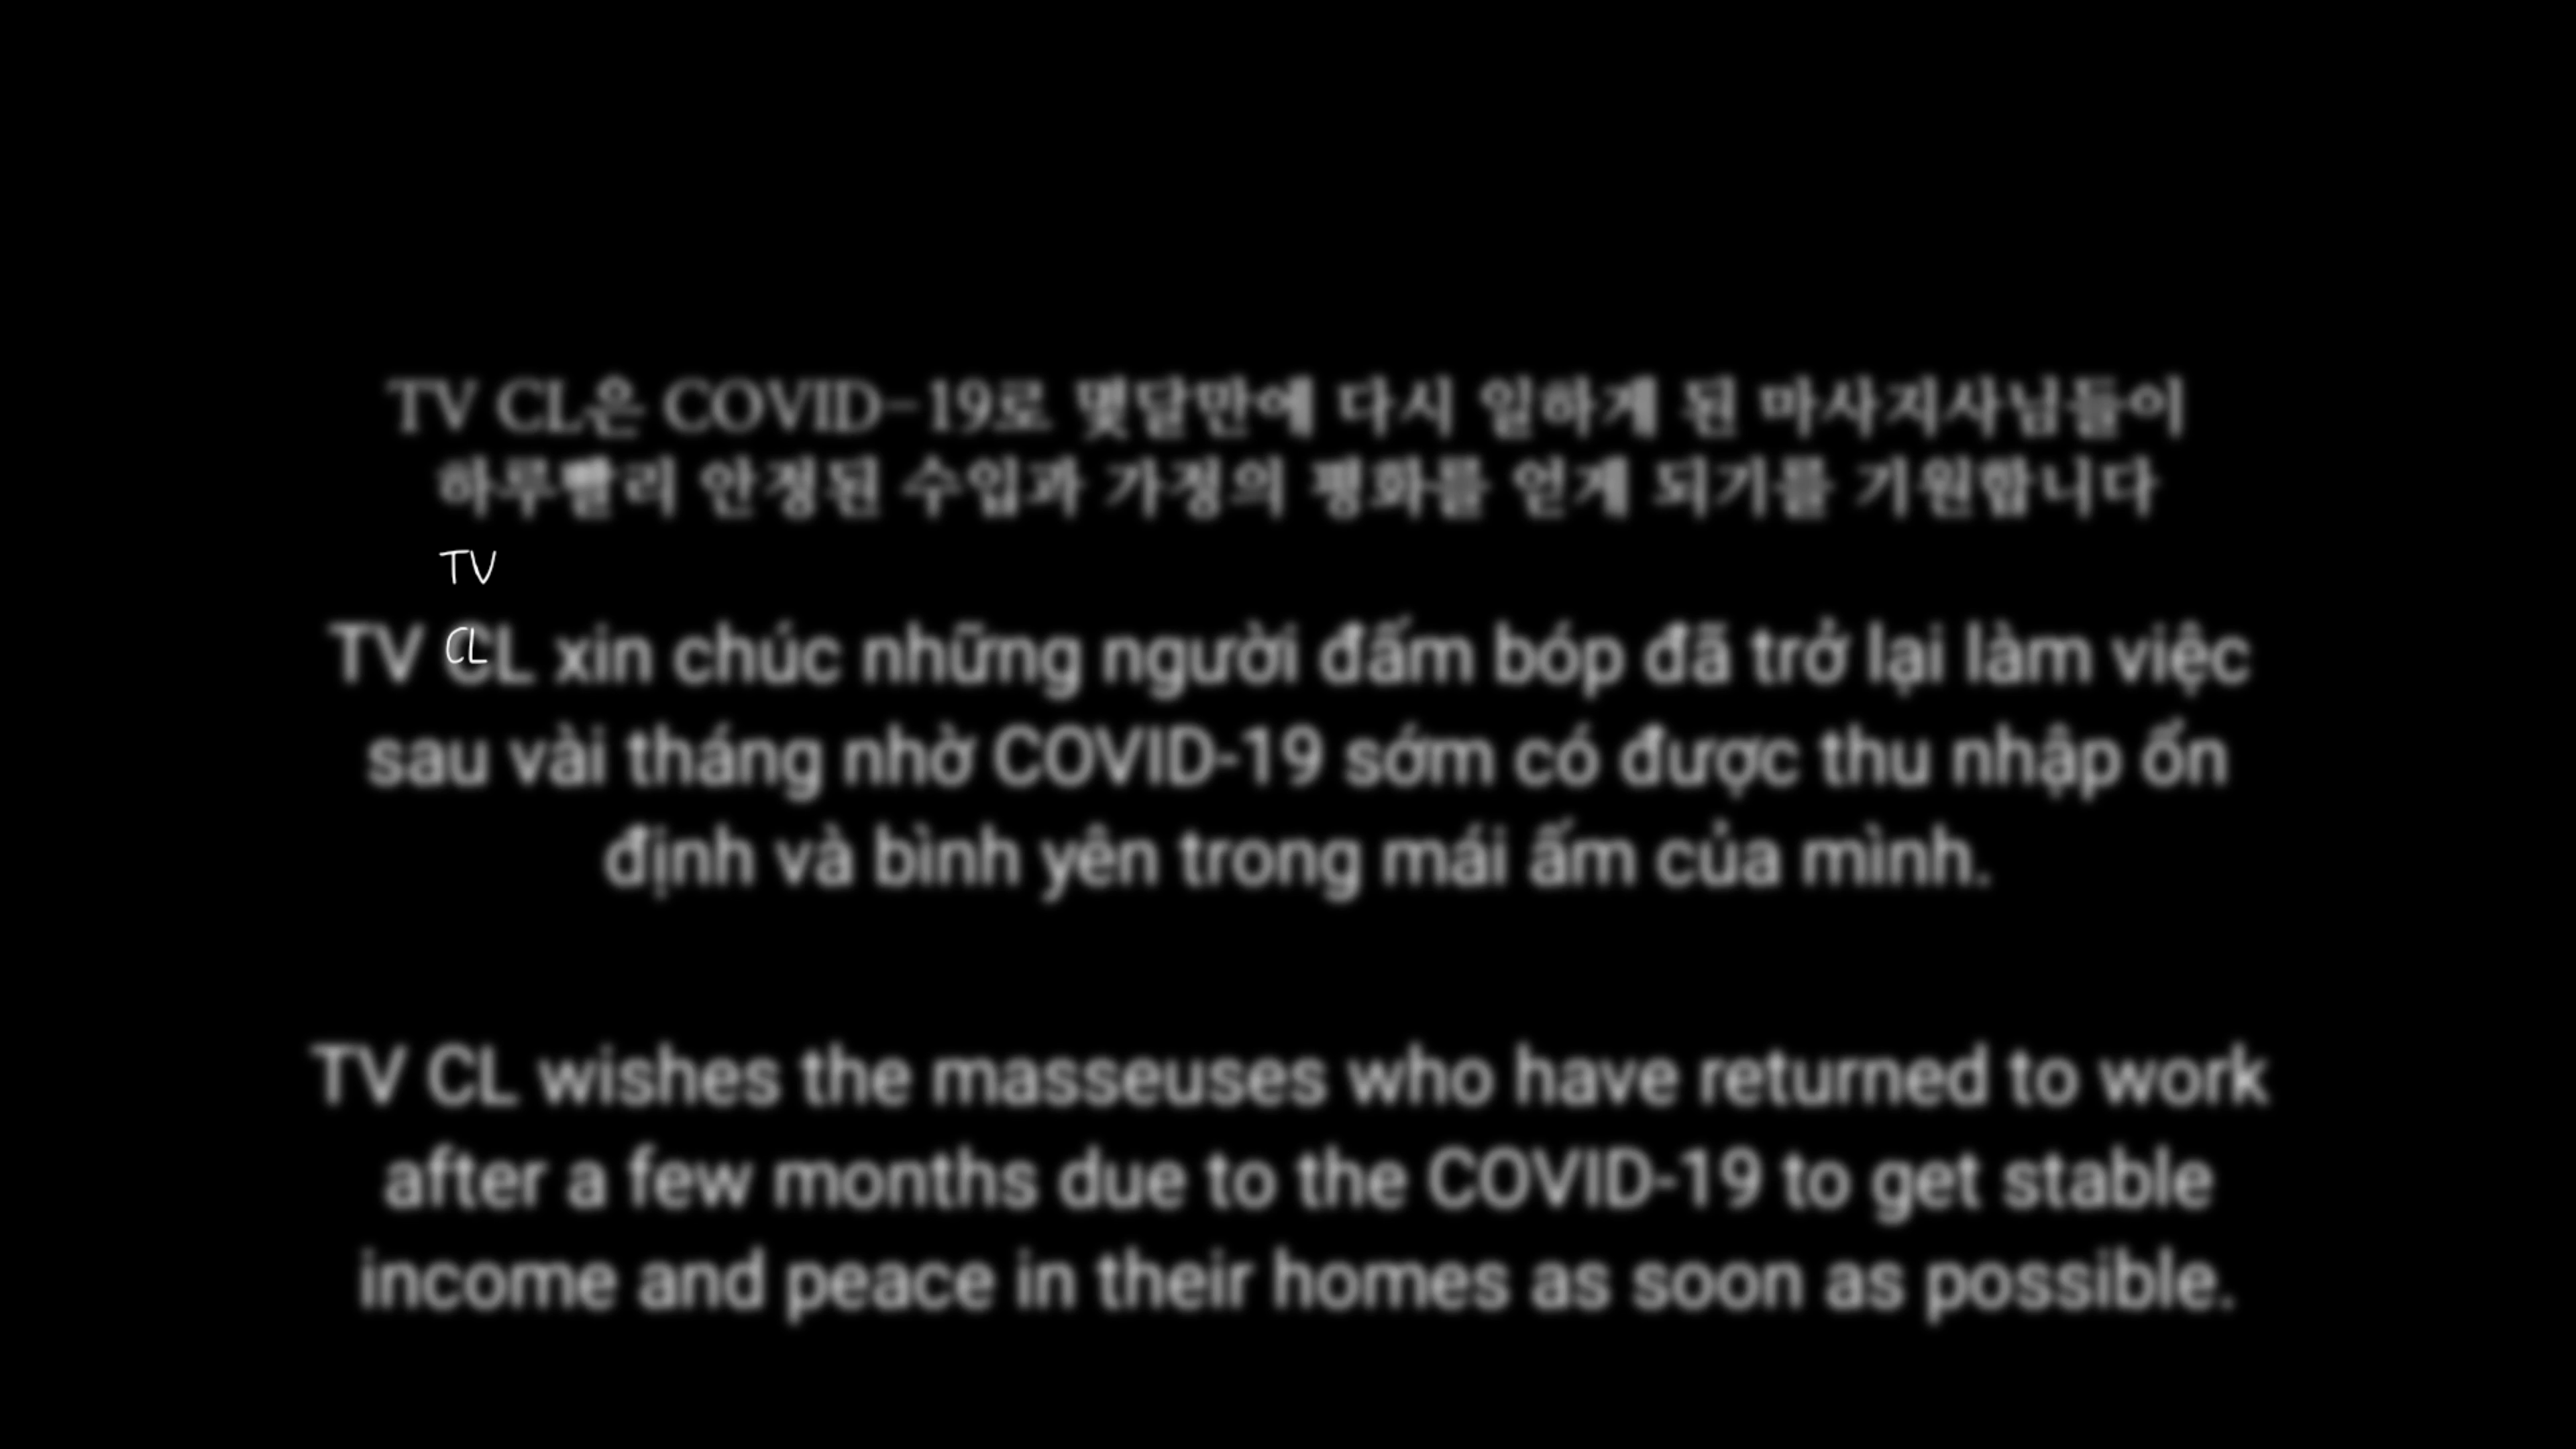 TV CL은 COVID-19로 몇달만에 다시 일하게 된 마사지사님들이
하루빨리 안정된 수입과 가정의 평화를 얻게 되기를 기원합니다
TV
CL
TV CL xin chúc những người đấm bóp đã trở lại làm việc
sau vài tháng nhờ COVID-19 sớm có được thu nhập ổn
định và bình yên trong mái ấm của mình.
TV CL wishes the masseuses who have returned to work
after a few months due to the COVID-19 to get stable
income and peace in their homes as soon as possible.